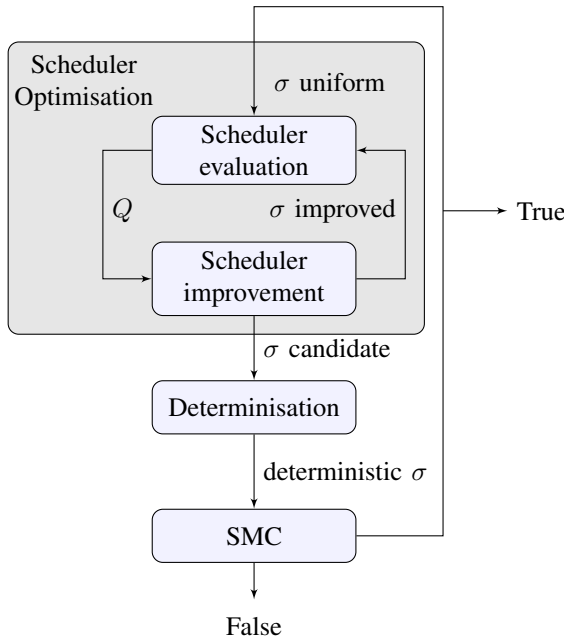 Scheduler
Optimisation
σ uniform
Scheduler
evaluation
Q
σ improved
True
Scheduler
improvement
σ candidate
Determinisation
deterministic σ
SMC
False